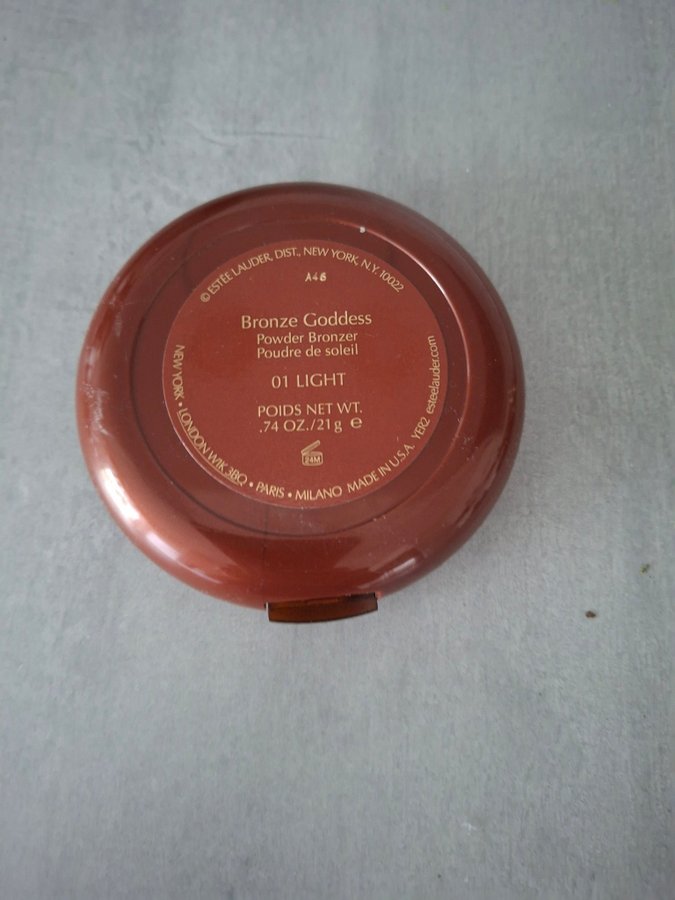 © ESTÉE LAUDER, DIST., NEW YORK, N.Y. 10022
A46
Bronze Goddess
Powder Bronzer
Poudre de soleil
01 LIGHT
POIDS NET WT.
.74 OZ./21g ℮
24M
NEW YORK • LONDON W1K 3BQ • PARIS • MILANO MADE IN U.S.A. YER2 esteelauder.com